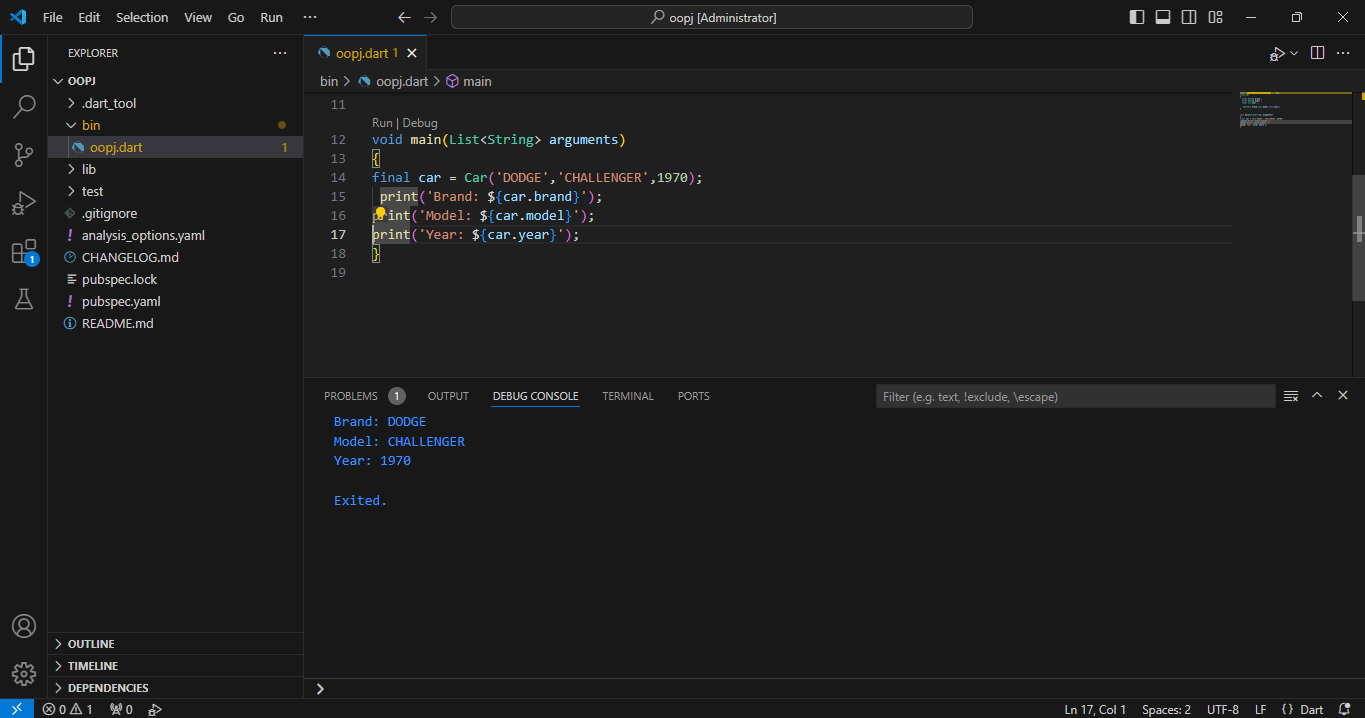 File Edit Selection View Go Run ··· oopj [Administrator]
EXPLORER ···
OOPJ
.dart_tool
bin
oopj.dart 1
lib
test
.gitignore
! analysis_options.yaml
CHANGELOG.md
pubspec.lock
! pubspec.yaml
README.md
OUTLINE
TIMELINE
DEPENDENCIES
1
oopj.dart 1
bin > oopj.dart > main
11
Run | Debug
12 void main(List<String> arguments)
13 {
14 final car = Car('DODGE','CHALLENGER',1970);
15 print('Brand: ${car.brand}');
16 print('Model: ${car.model}');
17 print('Year: ${car.year}');
18 }
19
PROBLEMS 1 OUTPUT DEBUG CONSOLE TERMINAL PORTS Filter (e.g. text, !exclude, \escape)
Brand: DODGE
Model: CHALLENGER
Year: 1970
Exited.
0 1 0 Ln 17, Col 1 Spaces: 2 UTF-8 LF {} Dart